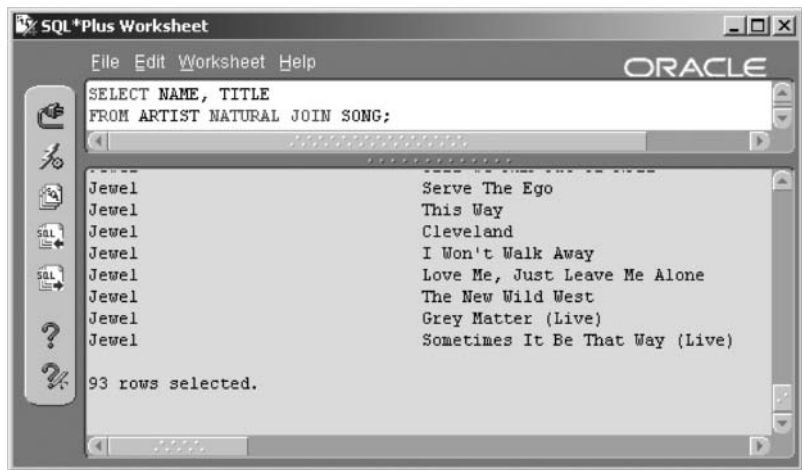 SQL*Plus Worksheet
File Edit Worksheet Help
ORACLE
SELECT NAME, TITLE
FROM ARTIST NATURAL JOIN SONG;
Jewel Serve The Ego
Jewel This Way
Jewel Cleveland
Jewel I Won't Walk Away
Jewel Love Me, Just Leave Me Alone
Jewel The New Wild West
Jewel Grey Matter (Live)
Jewel Sometimes It Be That Way (Live)
93 rows selected.
SQL
SQL